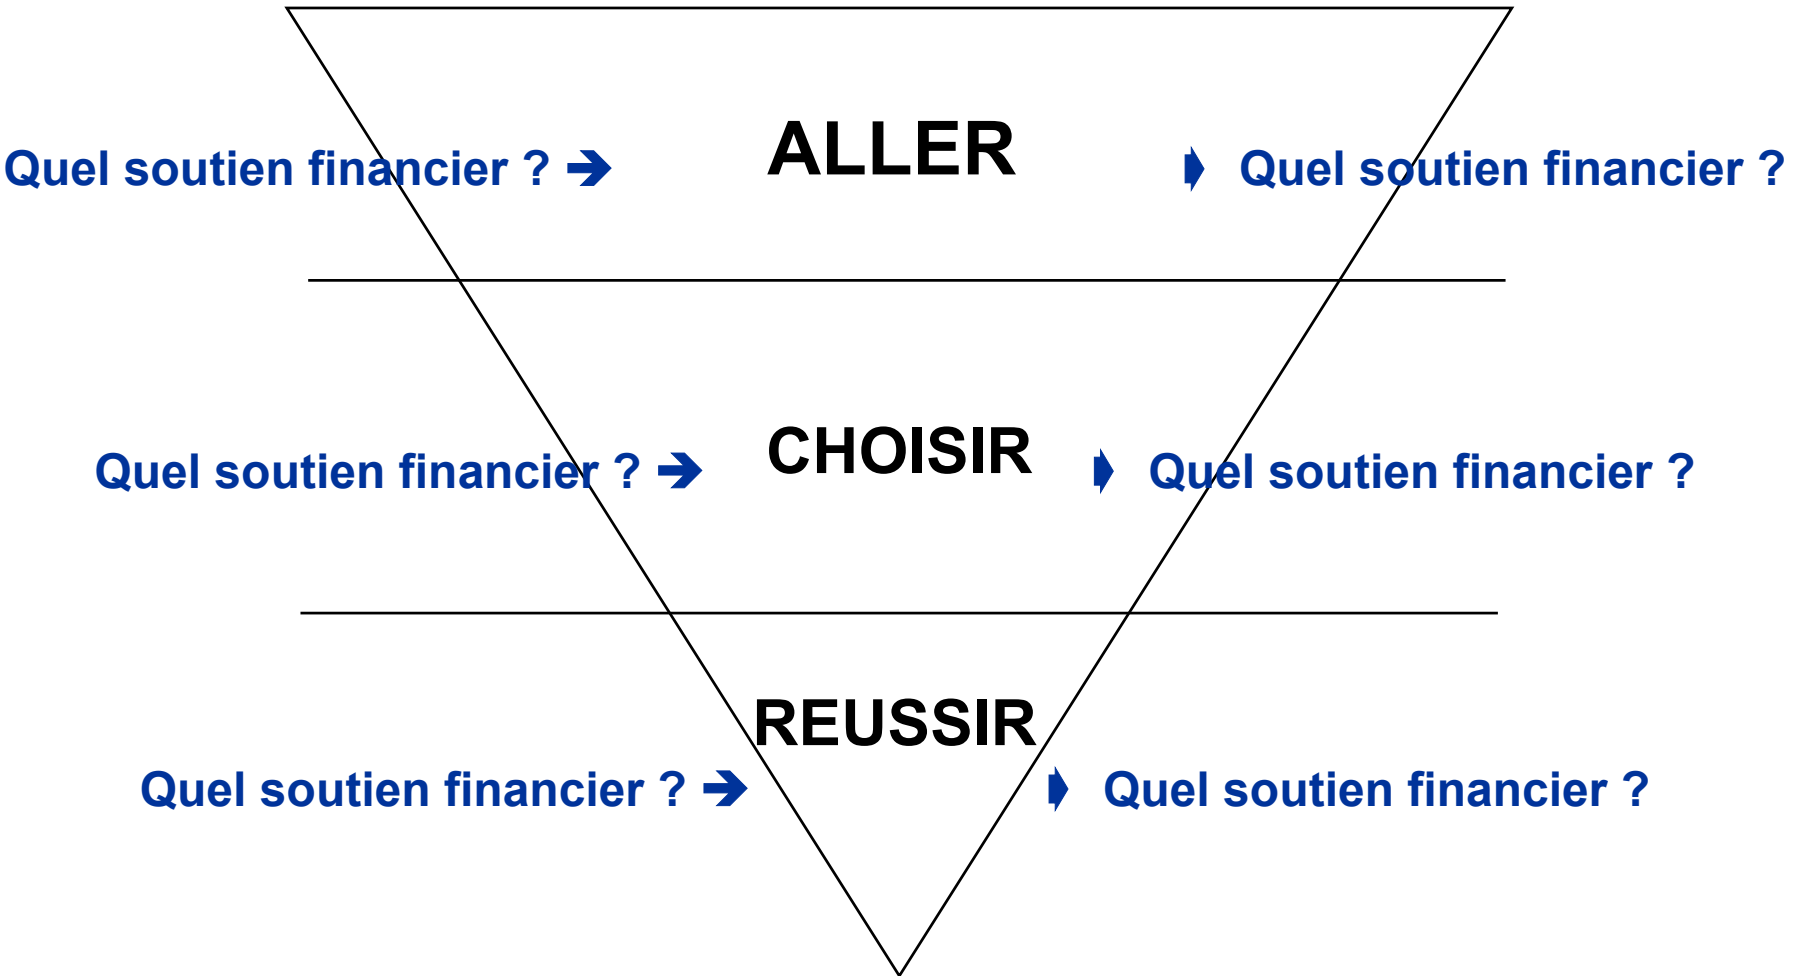 ALLER
Quel soutien financier ? ➔ ➧ Quel soutien financier ?
CHOISIR
Quel soutien financier ? ➔ ➧ Quel soutien financier ?
REUSSIR
Quel soutien financier ? ➔ ➧ Quel soutien financier ?